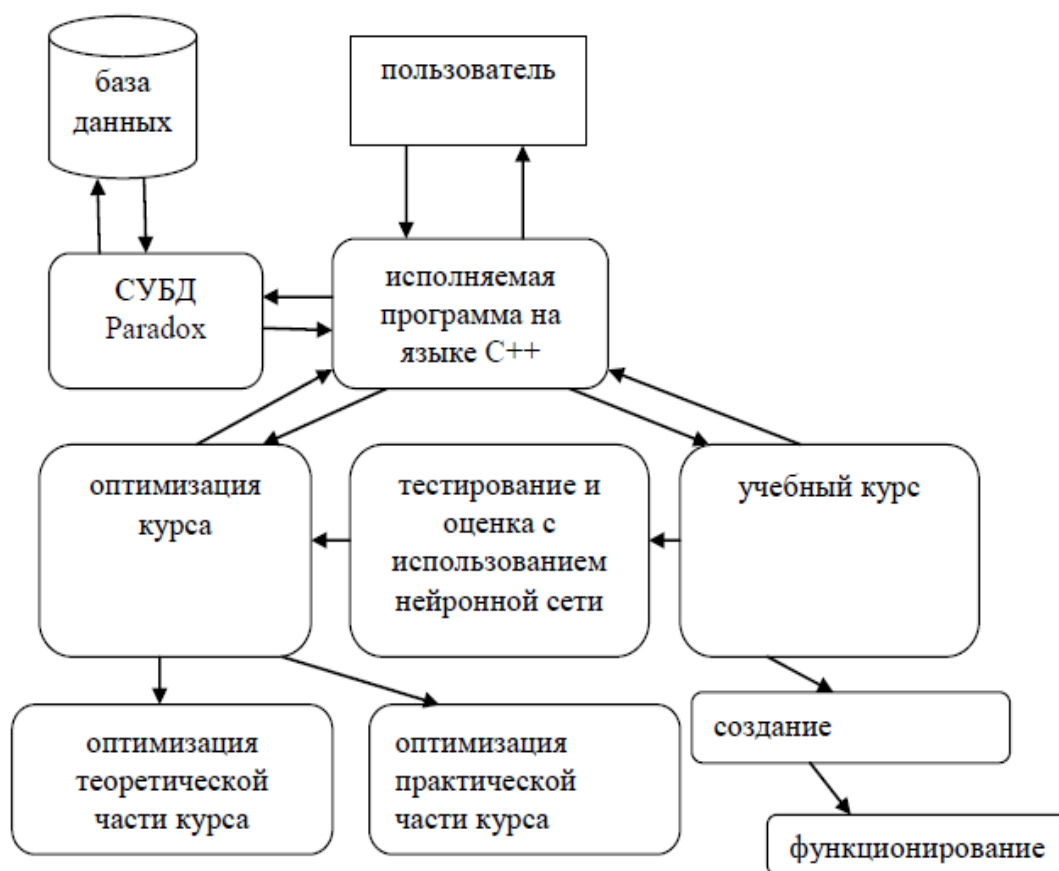 база
данных
пользователь
СУБД
Paradox
исполняемая
программа на
языке С++
оптимизация
курса
тестирование и
оценка с
использованием
нейронной сети
учебный курс
оптимизация
теоретической
части курса
оптимизация
практической
части курса
создание
функционирование